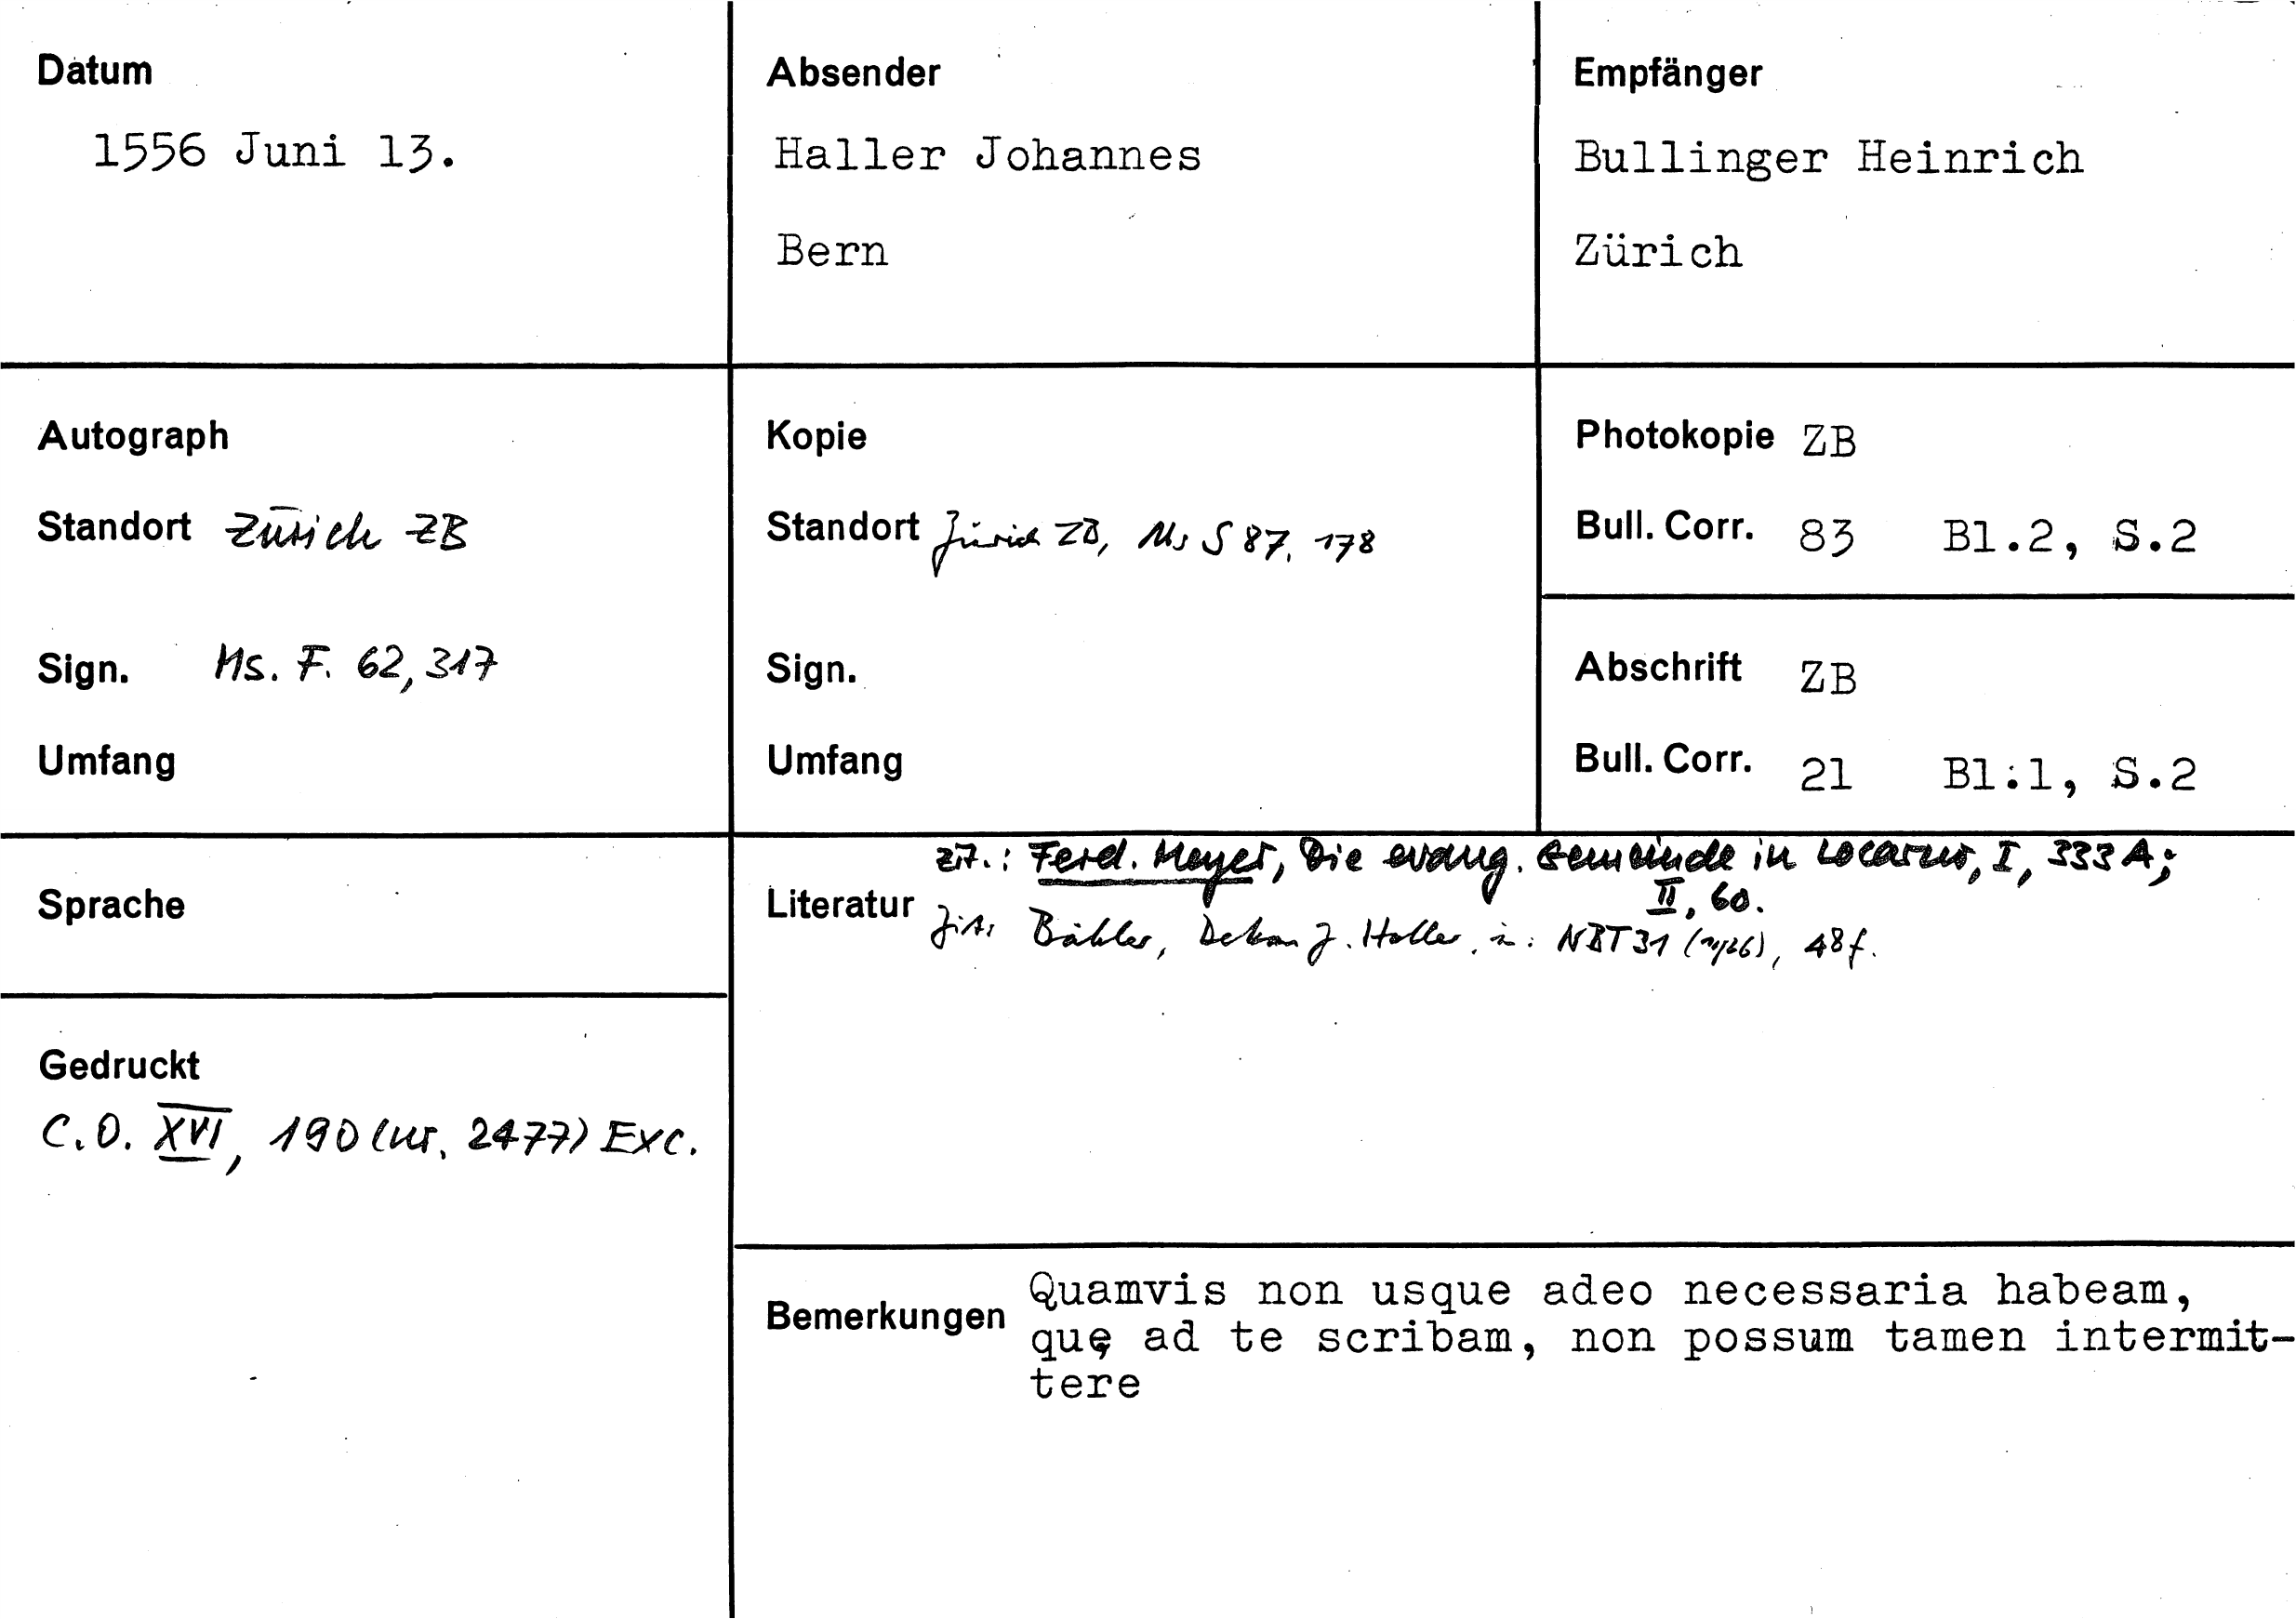 Datum
1556 Juni 13.
Absender
Haller Johannes
Bern
Empfänger
Bullinger Heinrich
Zürich
Autograph
Standort Zürich ZB
Sign. Ms. F. 62, 317
Umfang
Kopie
Standort Zürich ZB, Ms S 87, 178
Sign.
Umfang
Photokopie ZB
Bull. Corr. 83 Bl.2, S.2
Abschrift ZB
Bull. Corr. 21 Bl.1, S.2
Sprache
Gedruckt
C.O. XVI, 190 (nr. 2477) Exc.
zit.: Ferd. Meyer, Die evang. Gemeinde in Locarno, I, 333 A;
II, 60.
Literatur Zit. Bähler, Dekan J. Haller, in: NBT 31 (1926), 48 f.
Bemerkungen Quamvis non usque adeo necessaria habeam,
quę ad te scribam, non possum tamen intermit-
tere